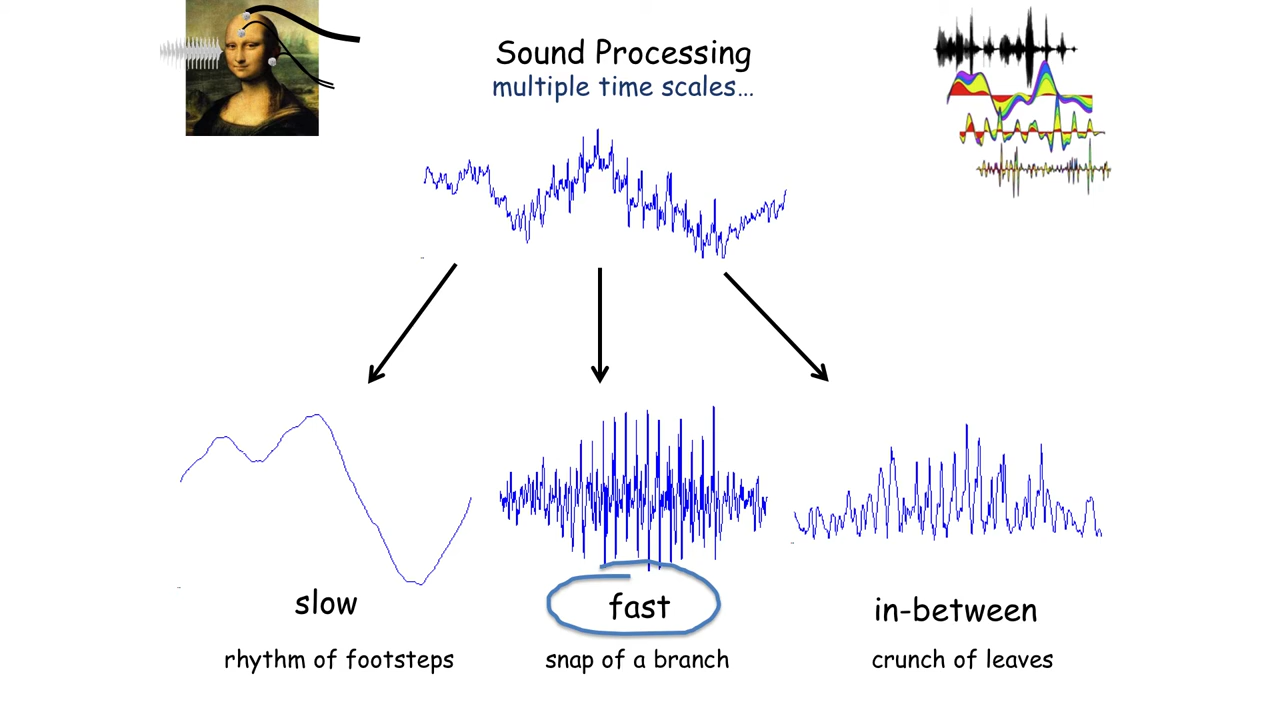 Sound Processing
multiple time scales...
slow
fast
in-between
rhythm of footsteps
snap of a branch
crunch of leaves